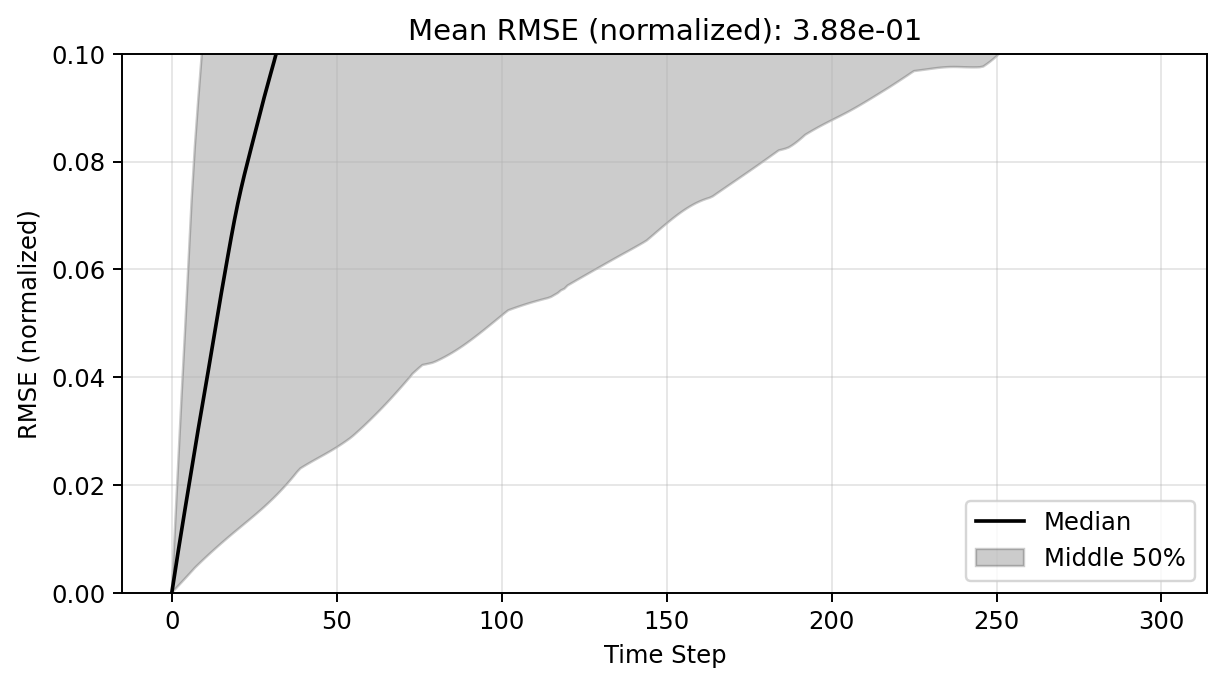 Mean RMSE (normalized): 3.88e-01
RMSE (normalized)
0.10
0.08
0.06
0.04
0.02
0.00
0 50 100 150 200 250 300
Time Step
Median
Middle 50%